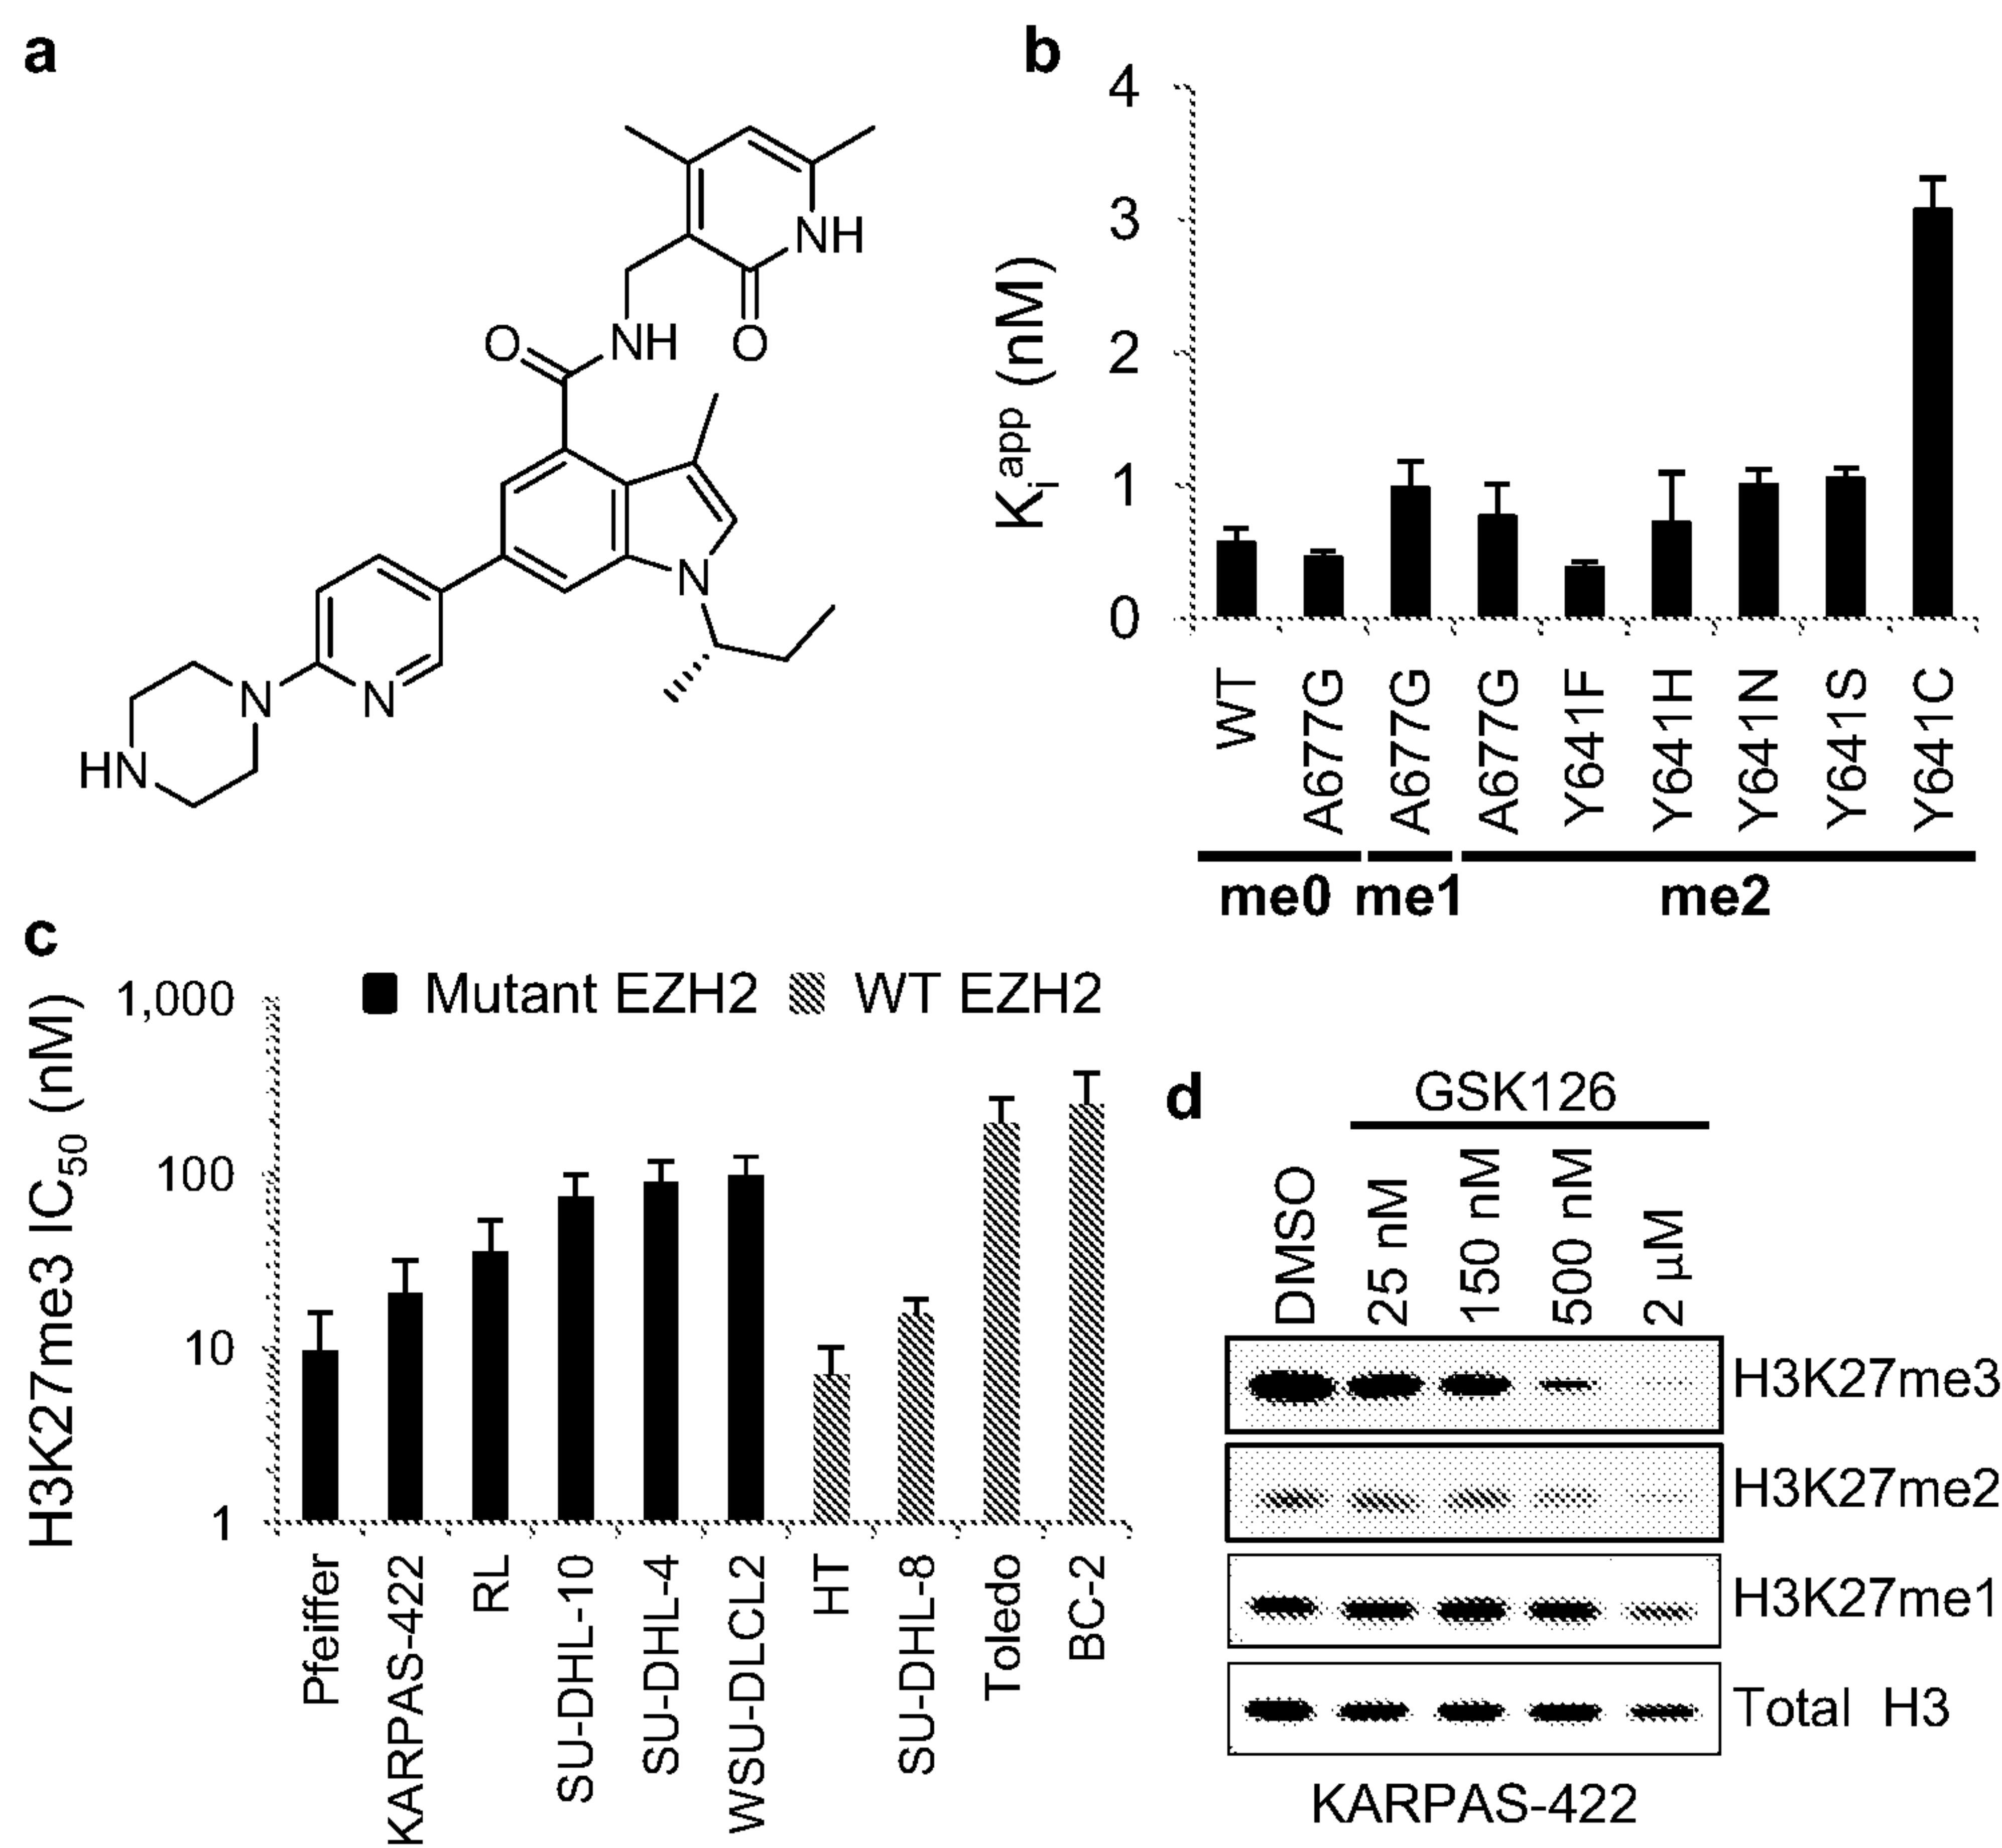 a
NH
O
NH
O
N
N
N
HN
b
4
3
2
1
0
Kiapp (nM)
WT
A677G
A677G
A677G
Y641F
Y641H
Y641N
Y641S
Y641C
me0 me1 me2
c
Mutant EZH2 WT EZH2
H3K27me3 IC50 (nM)
1,000
100
10
1
Pfeiffer
KARPAS-422
RL
SU-DHL-10
SU-DHL-4
WSU-DLCL2
HT
SU-DHL-8
Toledo
BC-2
d
GSK126
DMSO
25 nM
150 nM
500 nM
2 µM
H3K27me3
H3K27me2
H3K27me1
Total H3
KARPAS-422